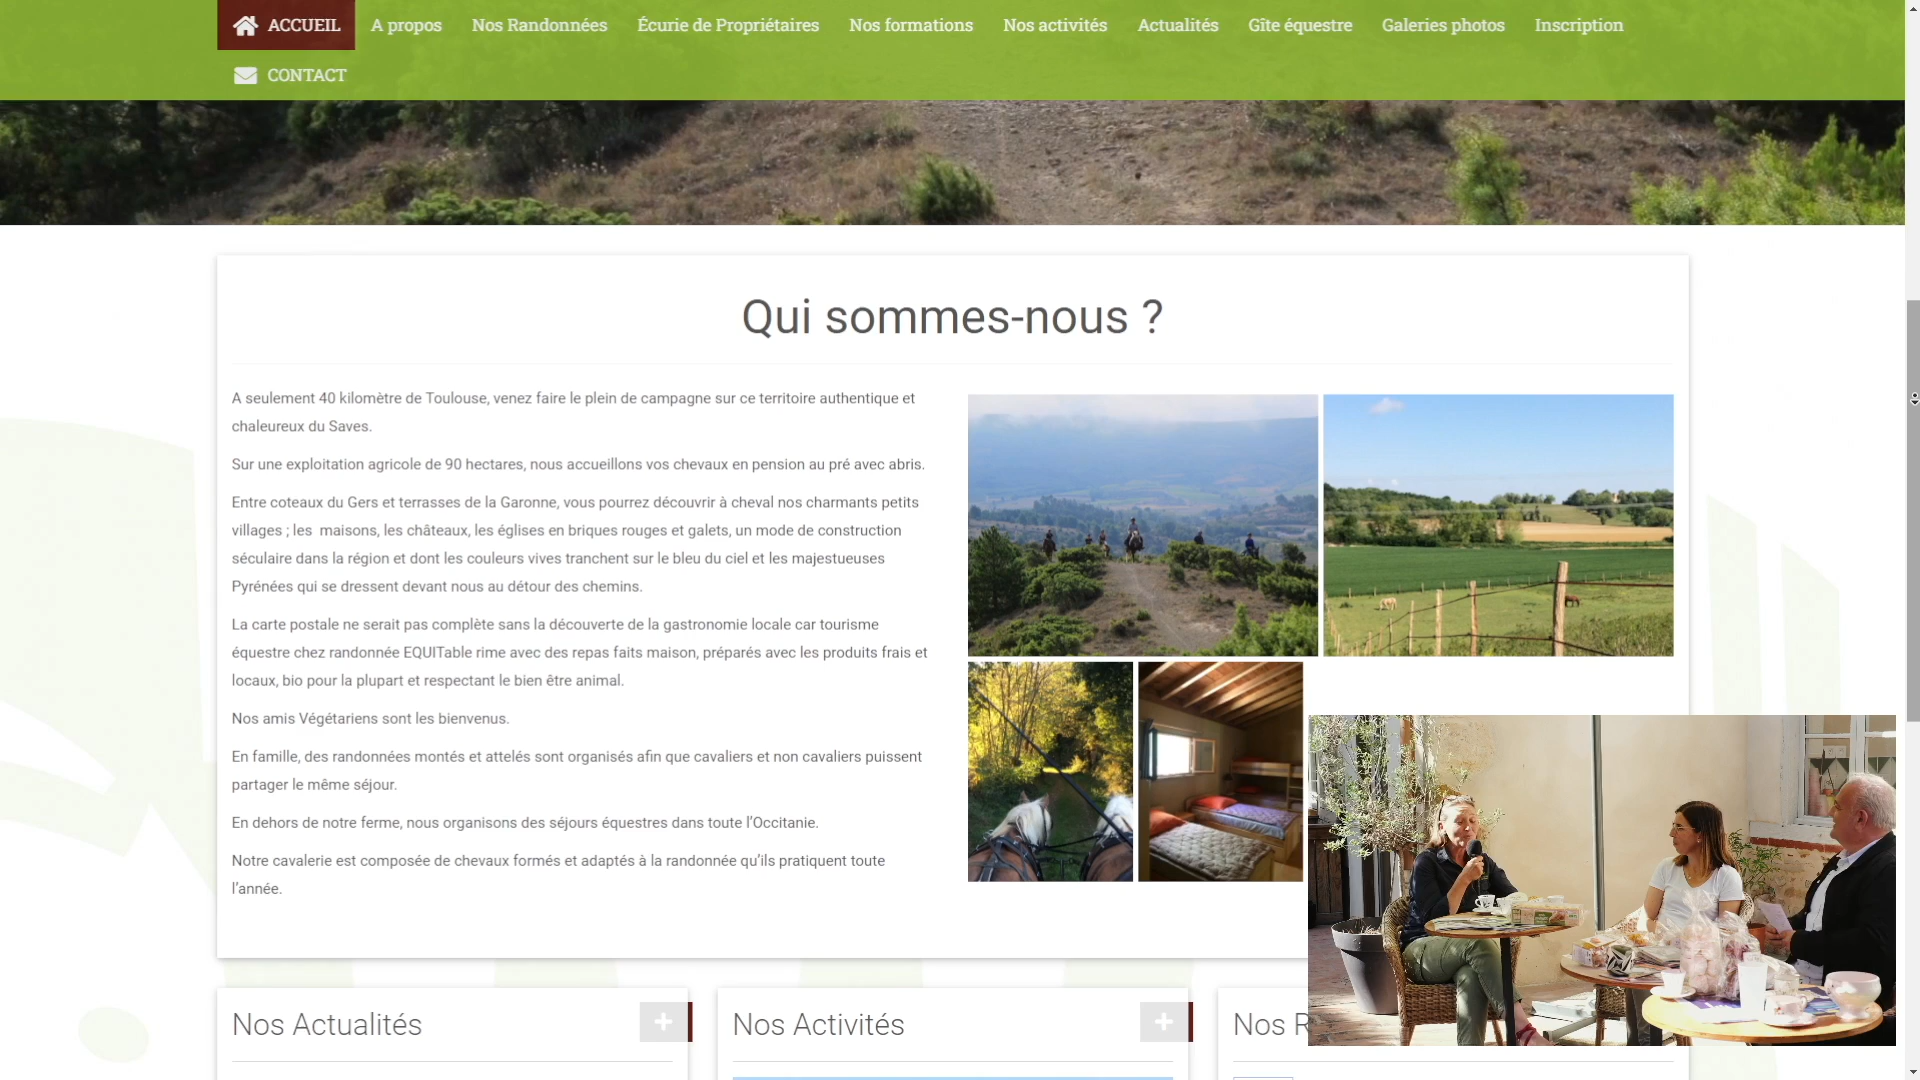 ACCUEIL A propos Nos Randonnées Écurie de Propriétaires Nos formations Nos activités Actualités Gîte équestre Galeries photos Inscription
CONTACT
Qui sommes-nous ?
A seulement 40 kilomètre de Toulouse, venez faire le plein de campagne sur ce territoire authentique et
chaleureux du Saves.
Sur une exploitation agricole de 90 hectares, nous accueillons vos chevaux en pension au pré avec abris.
Entre coteaux du Gers et terrasses de la Garonne, vous pourrez découvrir à cheval nos charmants petits
villages ; les maisons, les châteaux, les églises en briques rouges et galets, un mode de construction
séculaire dans la région et dont les couleurs vives tranchent sur le bleu du ciel et les majestueuses
Pyrénées qui se dressent devant nous au détour des chemins.
La carte postale ne serait pas complète sans la découverte de la gastronomie locale car tourisme
équestre chez randonnée EQUITable rime avec des repas faits maison, préparés avec les produits frais et
locaux, bio pour la plupart et respectant le bien être animal.
Nos amis Végétariens sont les bienvenus.
En famille, des randonnées montés et attelés sont organisés afin que cavaliers et non cavaliers puissent
partager le même séjour.
En dehors de notre ferme, nous organisons des séjours équestres dans toute l'Occitanie.
Notre cavalerie est composée de chevaux formés et adaptés à la randonnée qu'ils pratiquent toute
l'année.
Nos Actualités
Nos Activités
Nos